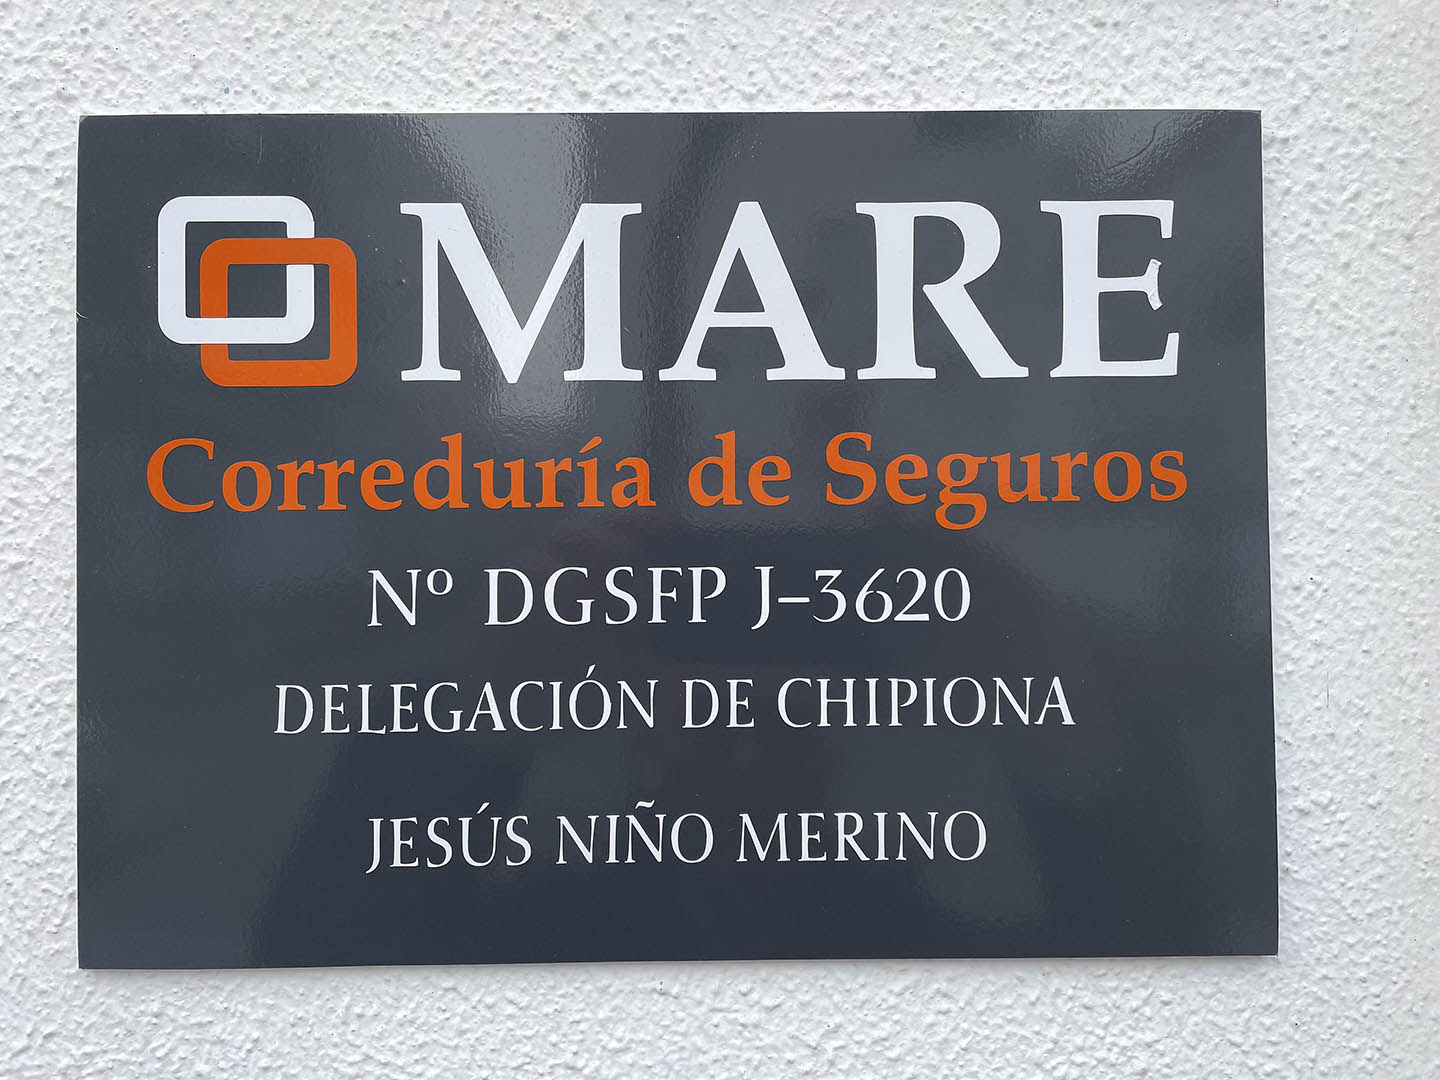 MARE
Correduría de Seguros
Nº DGSFP J-3620
DELEGACIÓN DE CHIPIONA
JESÚS NIÑO MERINO